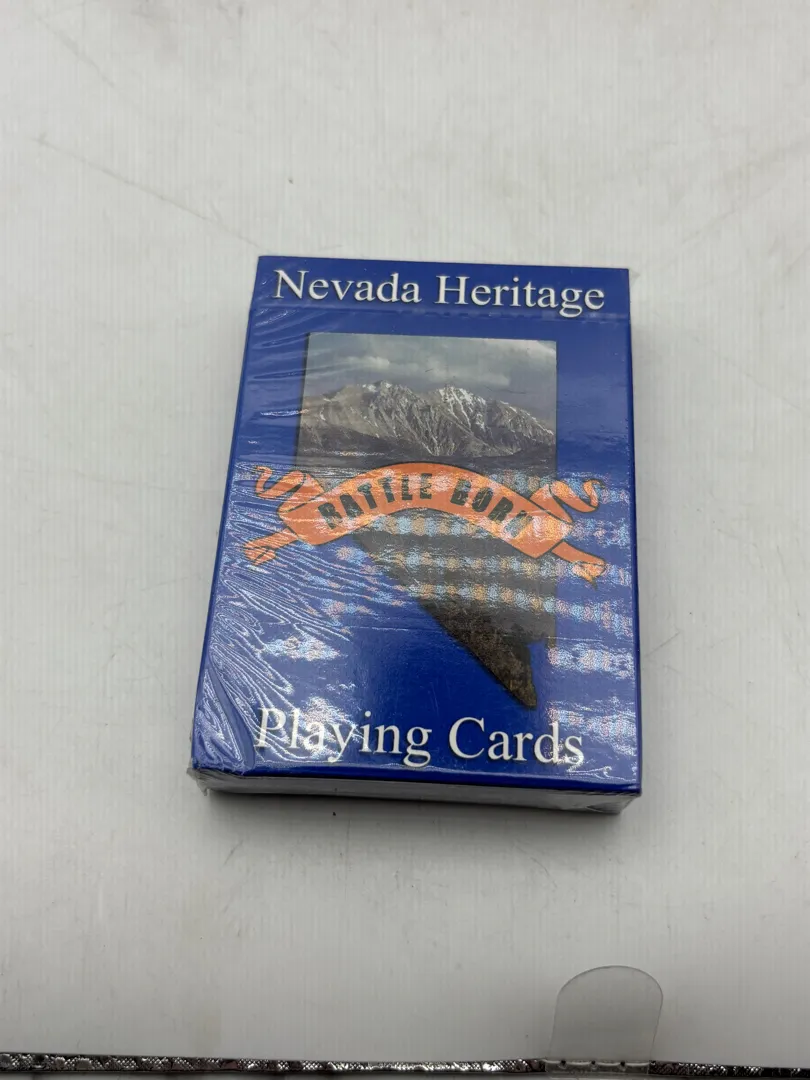 Nevada Heritage
BATTLE BORN
Playing Cards